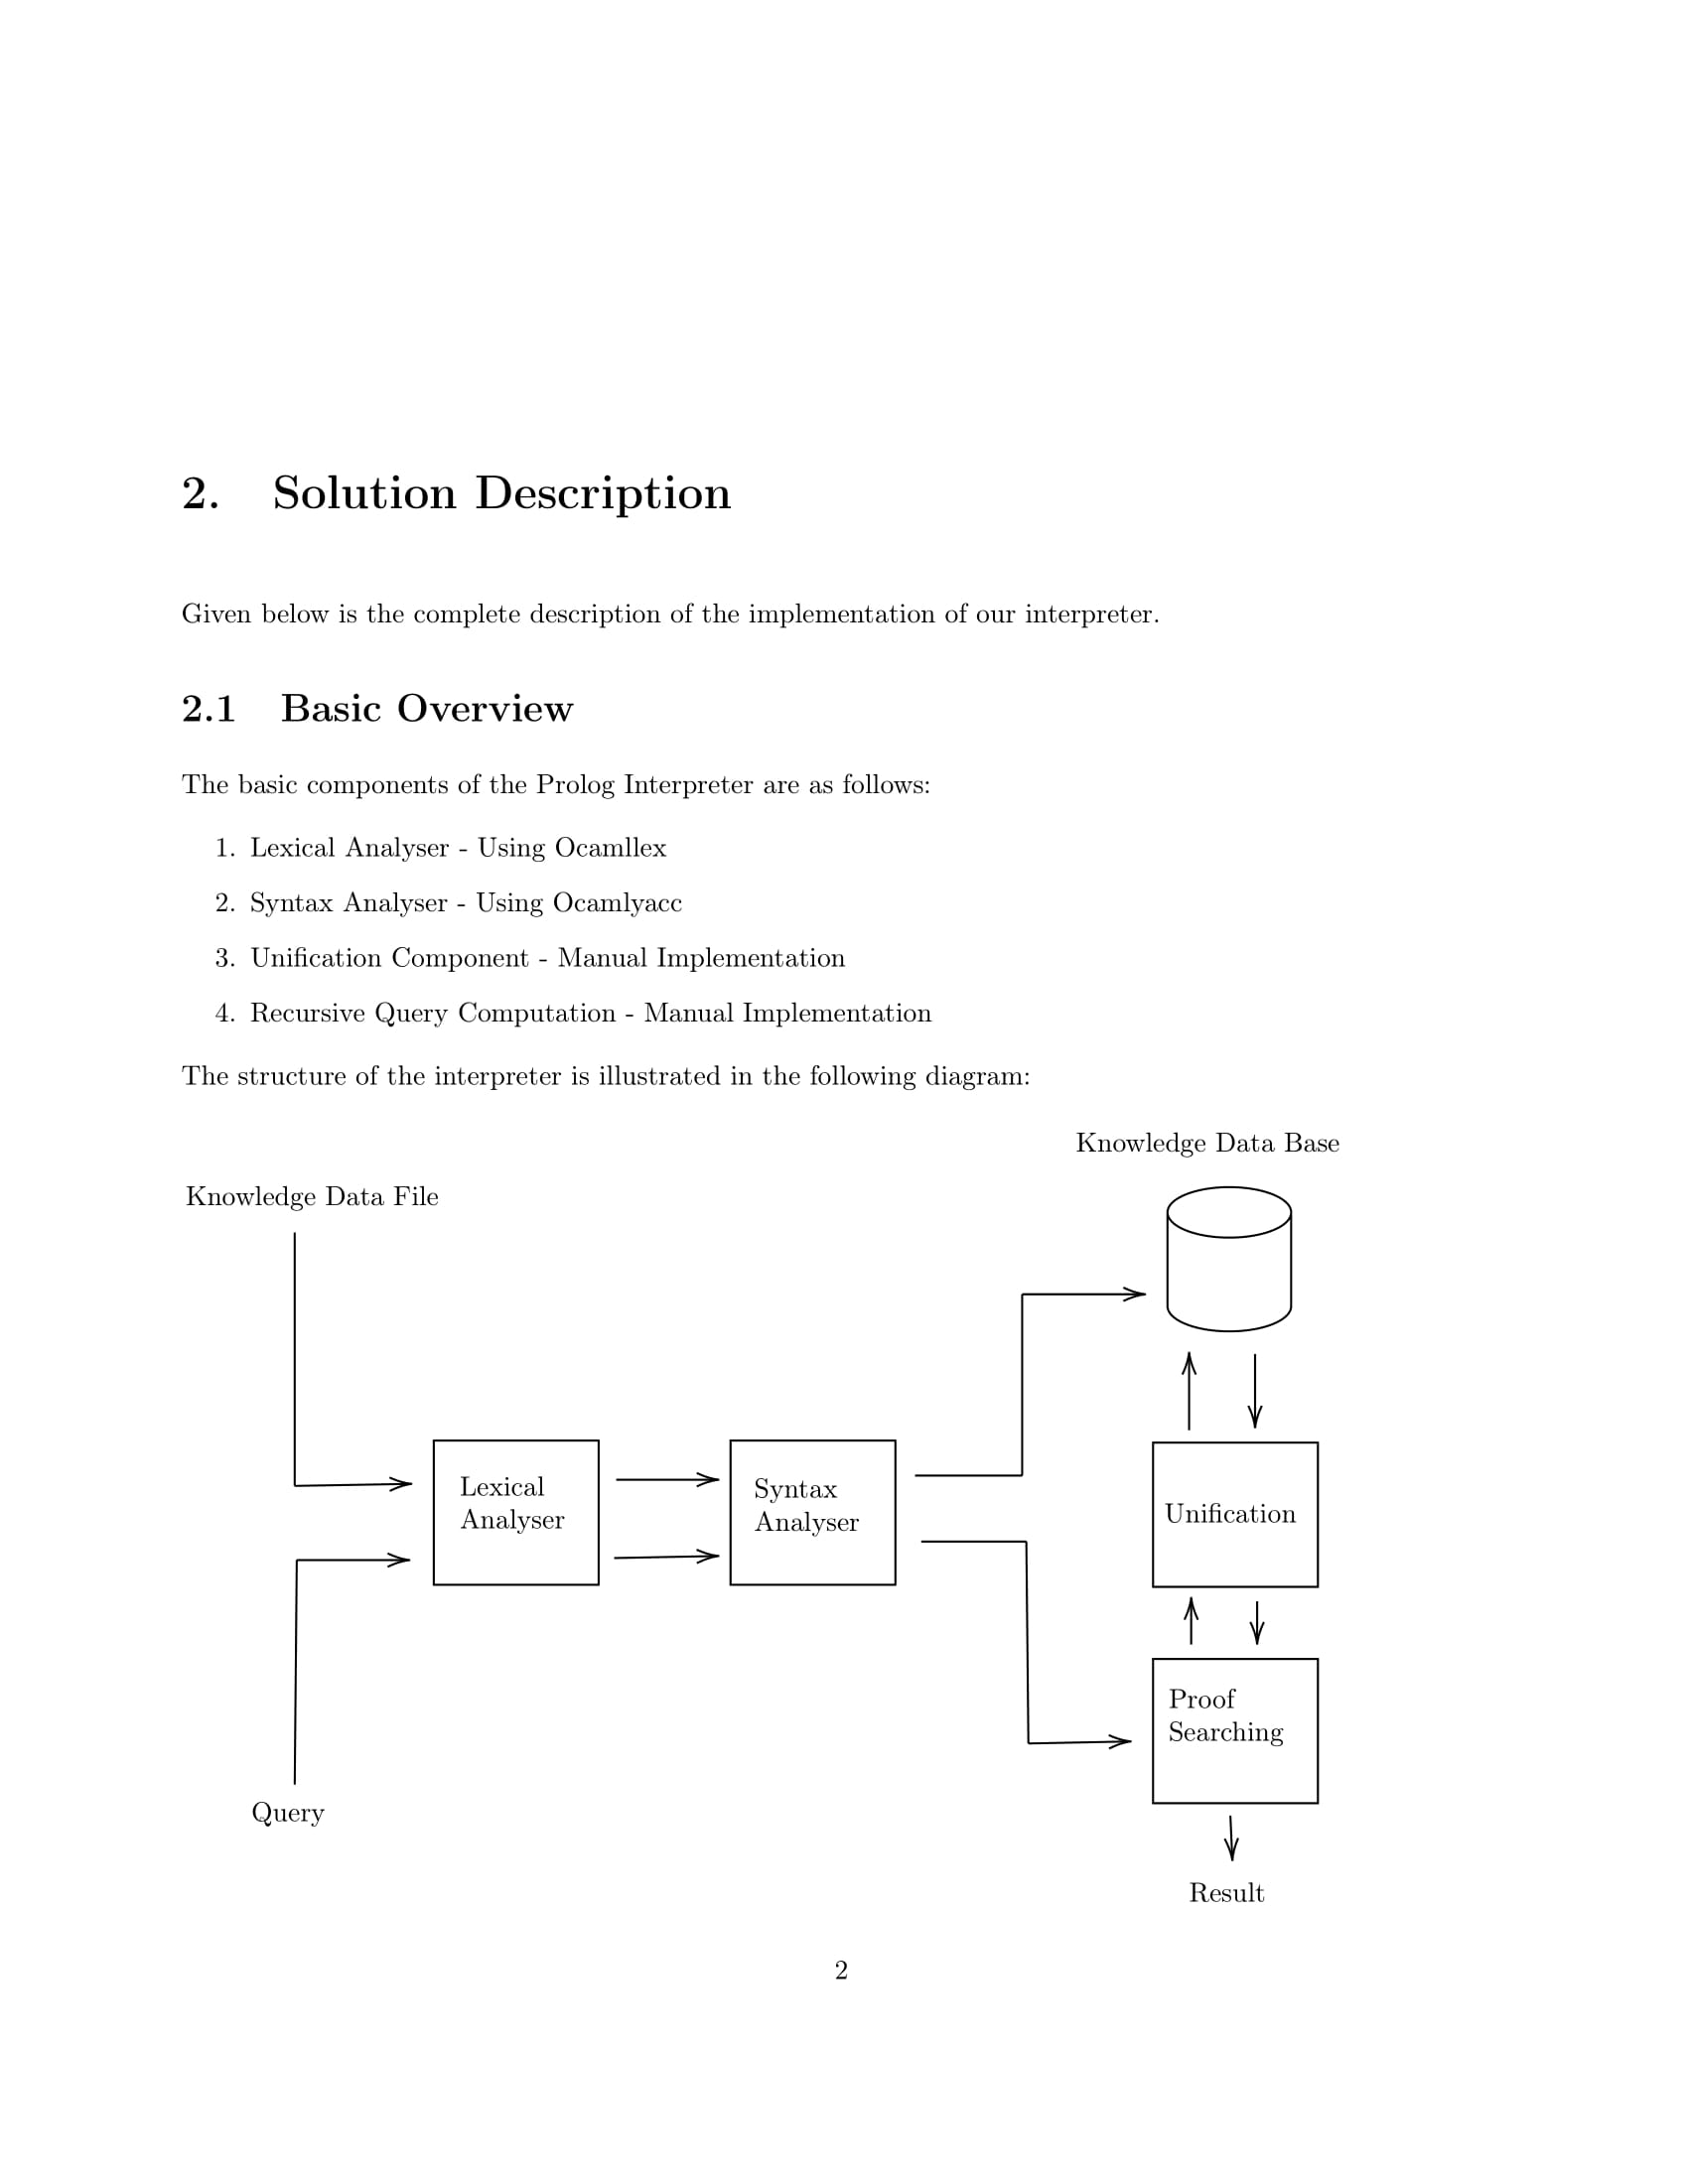 2. Solution Description
Given below is the complete description of the implementation of our interpreter.
2.1 Basic Overview
The basic components of the Prolog Interpreter are as follows:
1. Lexical Analyser - Using Ocamllex
2. Syntax Analyser - Using Ocamlyacc
3. Unification Component - Manual Implementation
4. Recursive Query Computation - Manual Implementation
The structure of the interpreter is illustrated in the following diagram:
Knowledge Data Base
Knowledge Data File
Lexical
Analyser
Syntax
Analyser
Unification
Proof
Searching
Query
Result
2